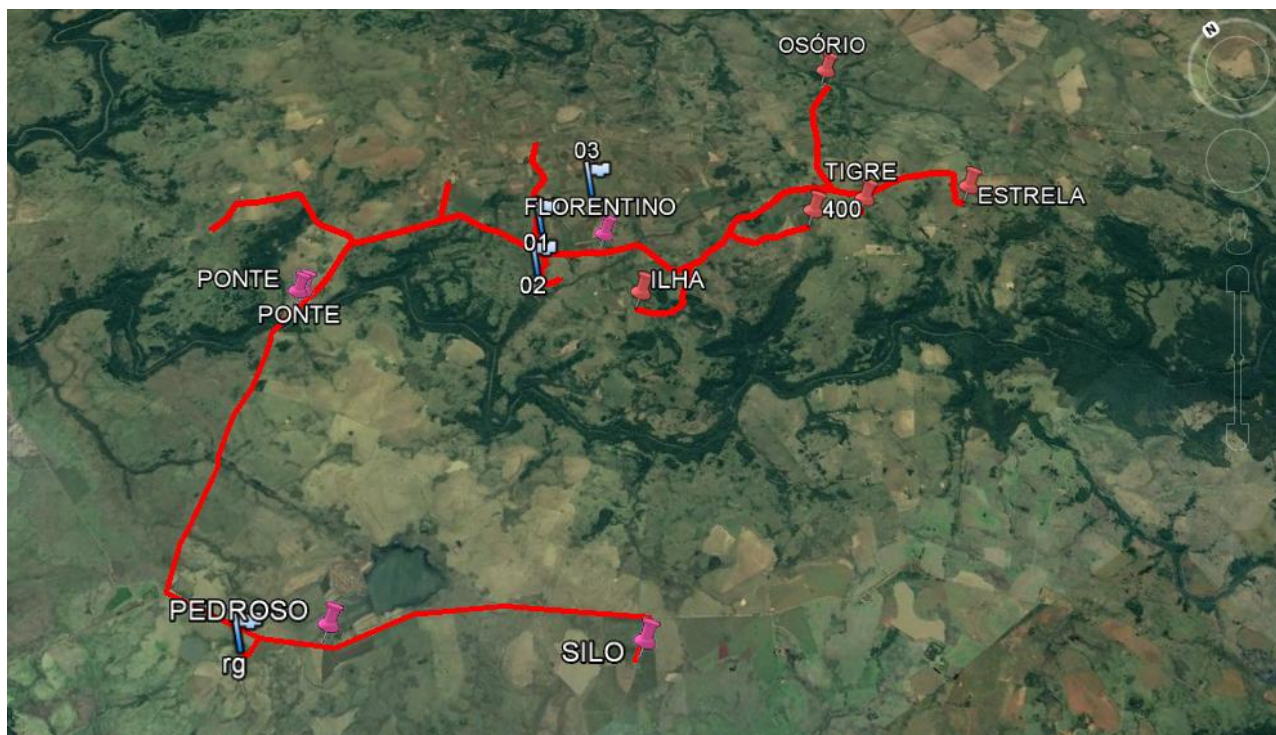 N
OSÓRIO
03
TIGRE
FLORENTINO
400
ESTRELA
01
PONTE
02
ILHA
PONTE
PEDROSO
SILO
rg